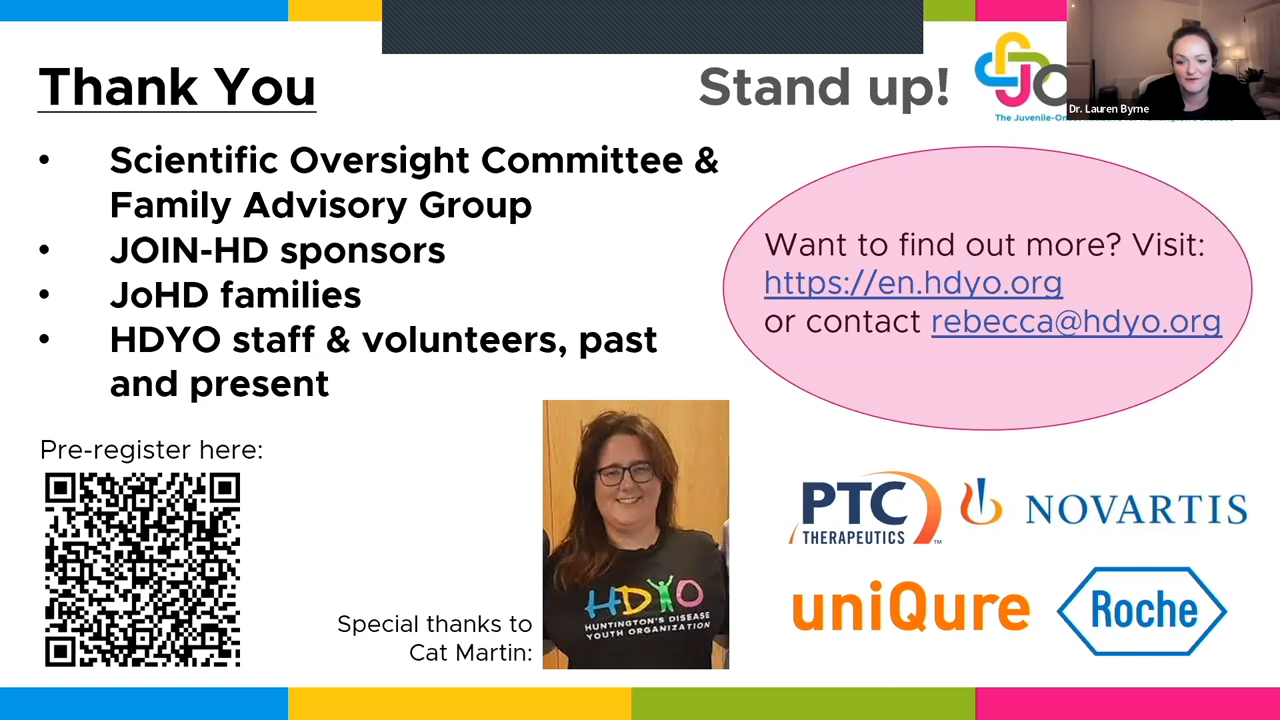 Thank You
Stand up!
JO
Dr. Lauren Byrne
The Juvenile-On
• Scientific Oversight Committee &
Family Advisory Group
• JOIN-HD sponsors
• JoHD families
• HDYO staff & volunteers, past
and present
Want to find out more? Visit:
https://en.hdyo.org
or contact rebecca@hdyo.org
Pre-register here:
Special thanks to
Cat Martin:
HDYO
HUNTINGTON'S DISEASE
YOUTH ORGANIZATION
PTC
THERAPEUTICS™
NOVARTIS
uniQure
Roche